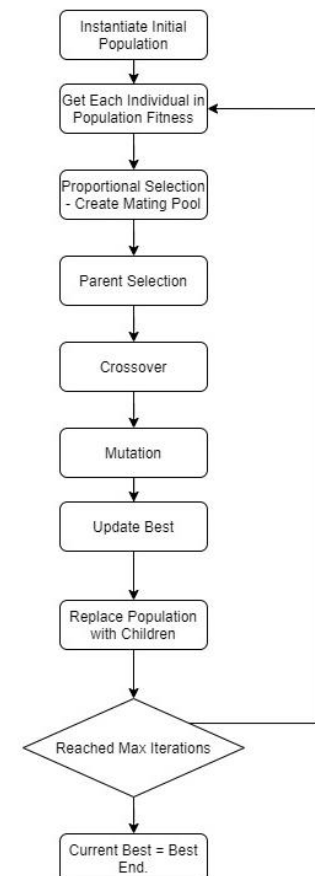 Instantiate Initial
Population
Get Each Individual in
Population Fitness
Proportional Selection
- Create Mating Pool
Parent Selection
Crossover
Mutation
Update Best
Replace Population
with Children
Reached Max Iterations
Current Best = Best
End.